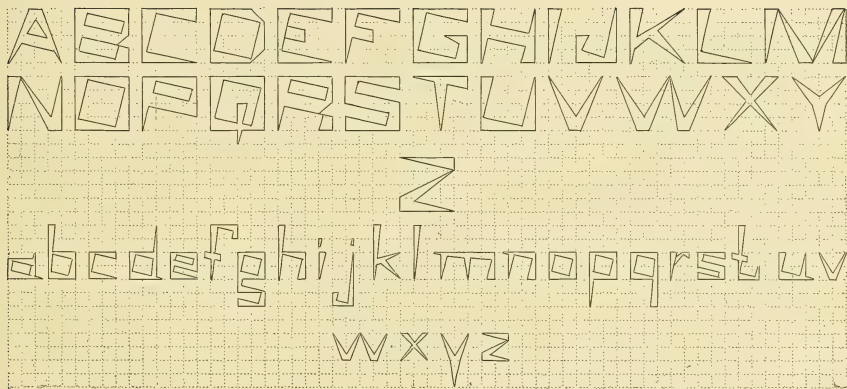 ABCDEFGHIJKLM
NOPQRSTUVWXY
Z
abcdefghijklmnopqrstuv
wxyz